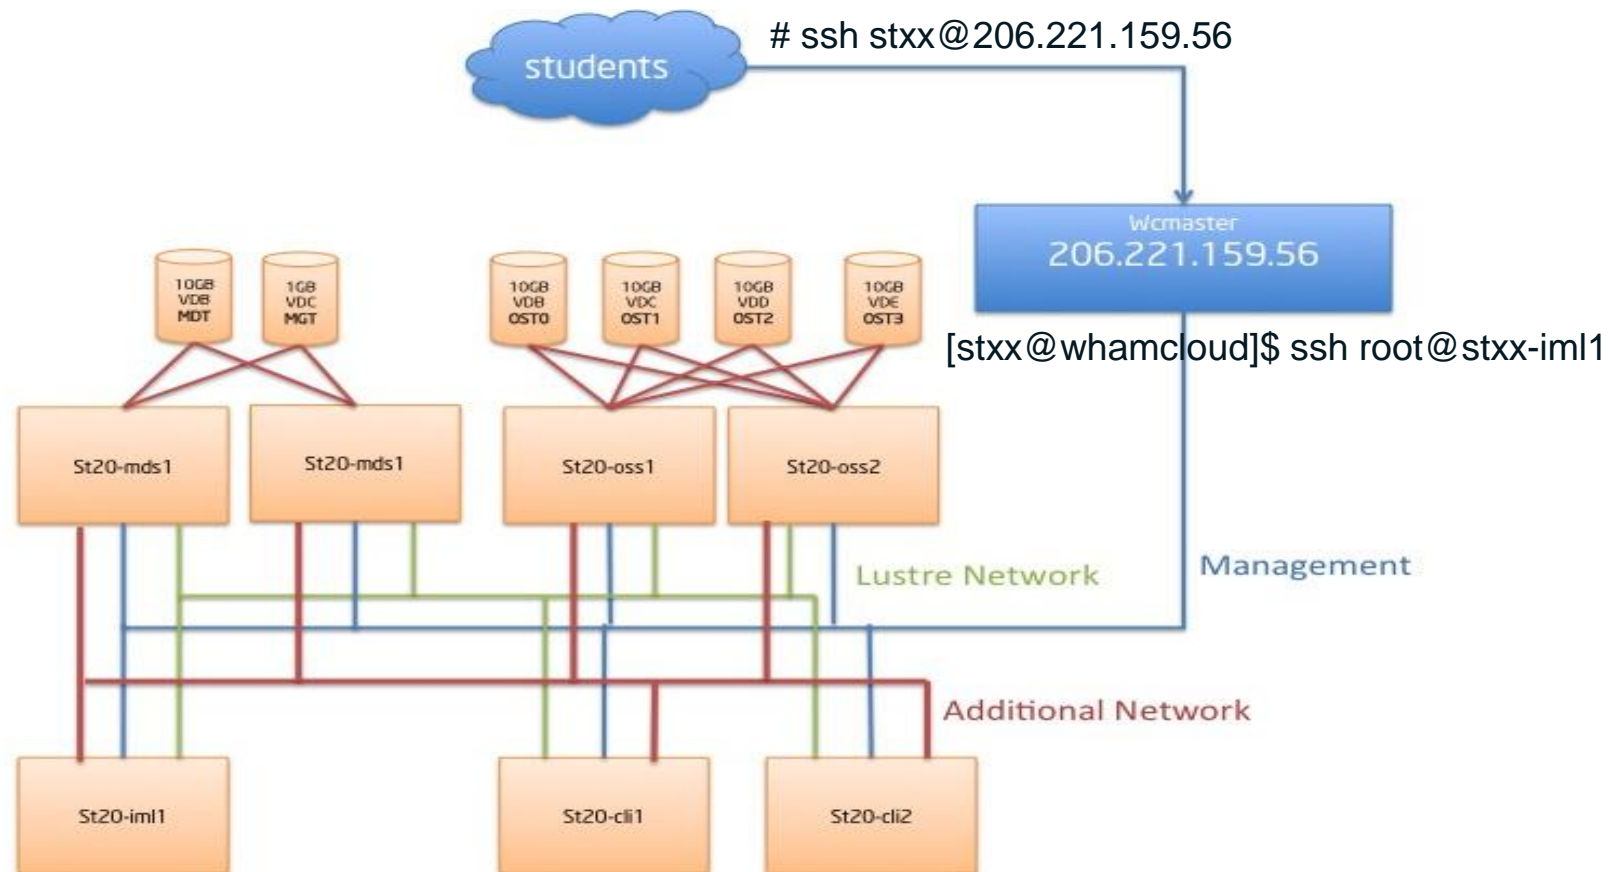 # ssh stxx@206.221.159.56
students
Wcmaster
206.221.159.56
10GB
VDB
MDT
1GB
VDC
MGT
10GB
VDB
OST0
10GB
VDC
OST1
10GB
VDD
OST2
10GB
VDE
OST3
[stxx@whamcloud]$ ssh root@stxx-iml1
St20-mds1
St20-mds1
St20-oss1
St20-oss2
Lustre Network
Management
Additional Network
St20-iml1
St20-cli1
St20-cli2